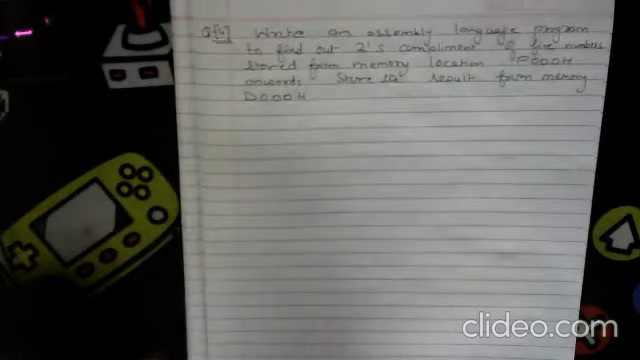 Q[4] Write an assembly language program
to find out 2's compliment of five numbers
stored from memory location F000H
onwards Store result from memory
D000H
clideo.com